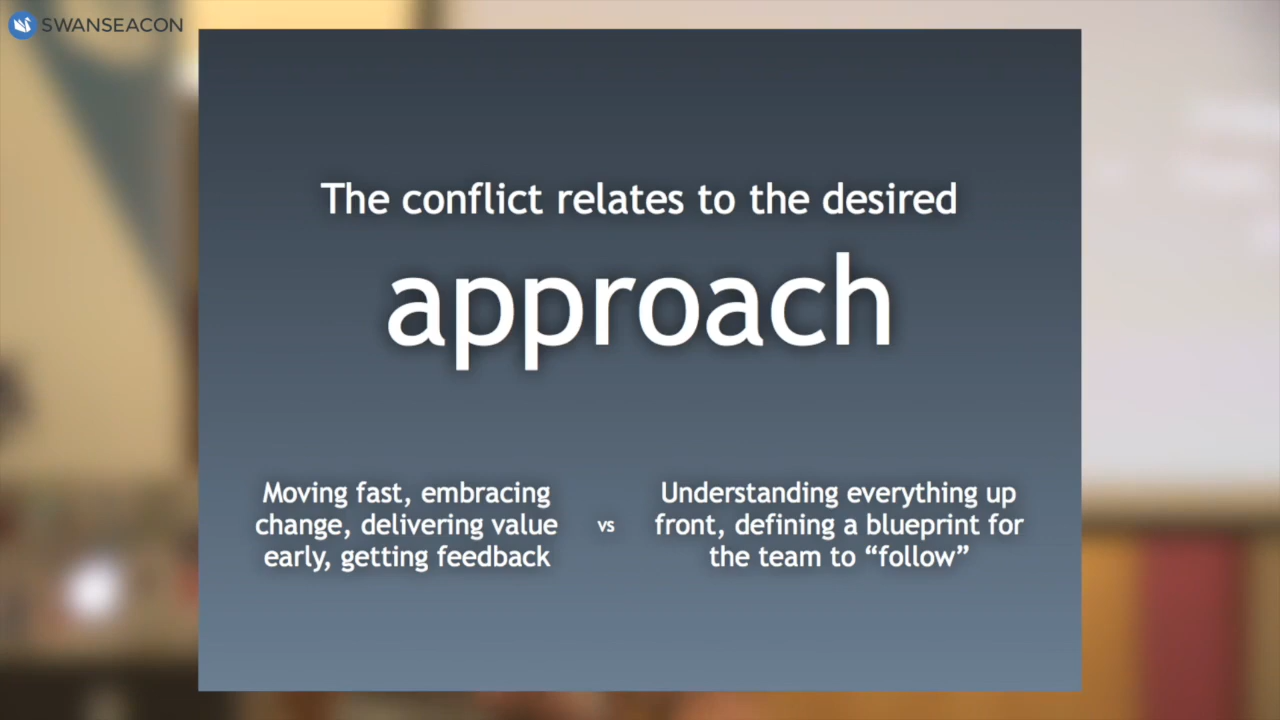 SWANSEACON
The conflict relates to the desired
approach
Moving fast, embracing
change, delivering value
early, getting feedback
vs
Understanding everything up
front, defining a blueprint for
the team to “follow”